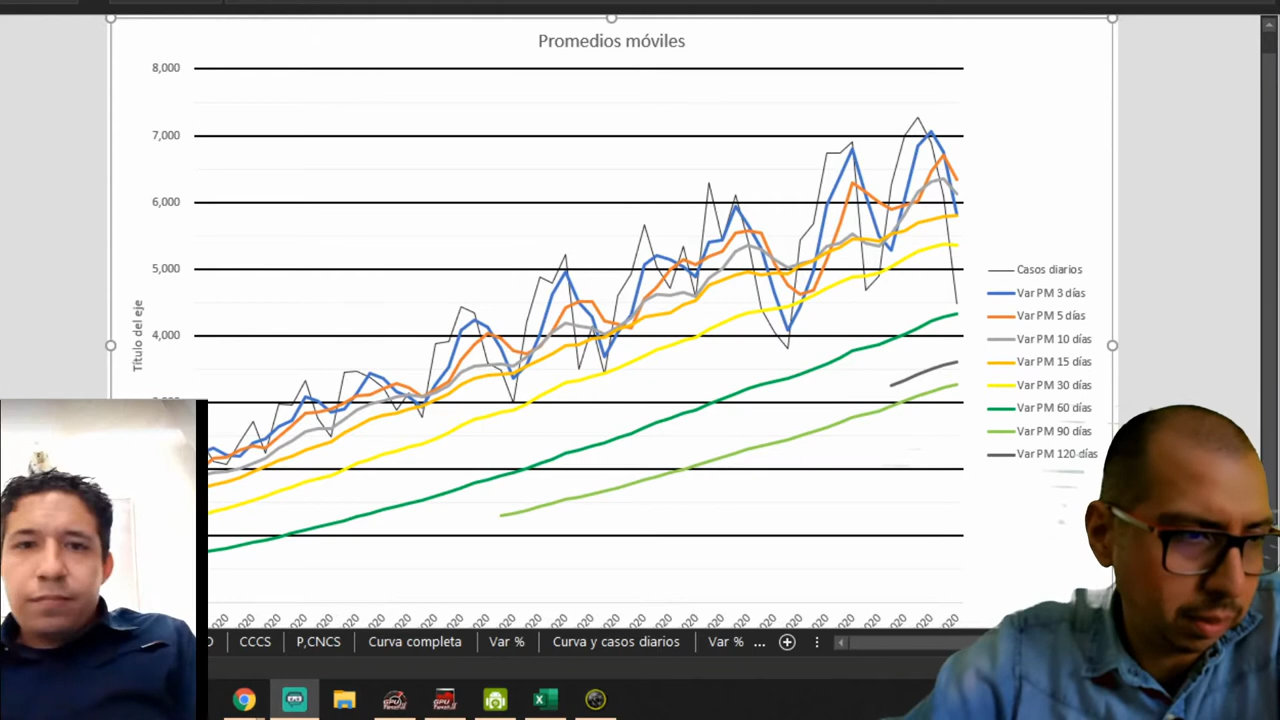 Promedios móviles
8,000
7,000
6,000
5,000
4,000
Título del eje
Casos diarios
Var PM 3 días
Var PM 5 días
Var PM 10 días
Var PM 15 días
Var PM 30 días
Var PM 60 días
Var PM 90 días
Var PM 120 días
CCCS
P,CNCS
Curva completa
Var %
Curva y casos diarios
Var %
...